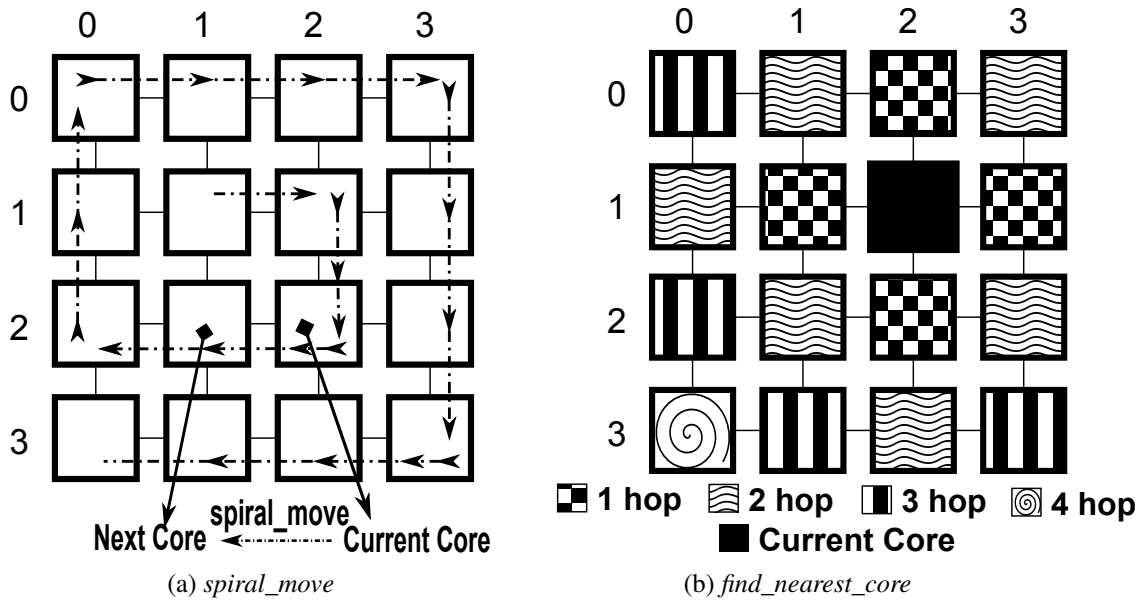 0 1 2 3
0
1
2
3
spiral_move
Next Core Current Core
(a) spiral_move
0 1 2 3
0
1
2
3
1 hop 2 hop 3 hop 4 hop
Current Core
(b) find_nearest_core